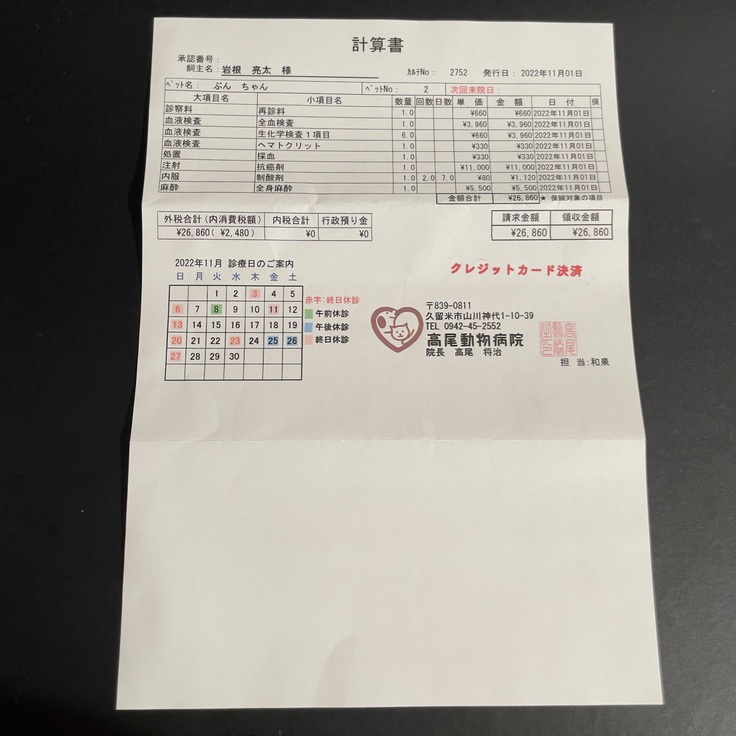 計算書
承認番号：
飼主名：岩根 亮太 様 ｶﾙﾃNo： 2752 発行日：2022年11月01日
ﾍﾟｯﾄ名： ぶん ちゃん ﾍﾟｯﾄNo： 2 次回来院日：
大項目名 小項目名 数量 回数 日数 単価 金額 日付 保
診察料 再診料 1.0 ¥660 ¥660 2022年11月01日
血液検査 全血検査 1.0 ¥3,960 ¥3,960 2022年11月01日
血液検査 生化学検査１項目 6.0 ¥660 ¥3,960 2022年11月01日
血液検査 ヘマトクリット 1.0 ¥330 ¥330 2022年11月01日
処置 採血 1.0 ¥330 ¥330 2022年11月01日
注射 抗癌剤 1.0 ¥11,000 ¥11,000 2022年11月01日
内服 制酸剤 1.0 2.0 7.0 ¥80 ¥1,120 2022年11月01日
麻酔 全身麻酔 1.0 ¥5,500 ¥5,500 2022年11月01日
金額合計 ¥26,860 ★：保険対象の項目
外税合計(内消費税額) 内税合計 行政預り金 請求金額 領収金額
¥26,860( ¥2,480) ¥0 ¥0 ¥26,860 ¥26,860
クレジットカード決済
2022年11月 診療日のご案内
日 月 火 水 木 金 土
1 2 3 4 5
6 7 8 9 10 11 12
13 14 15 16 17 18 19
20 21 22 23 24 25 26
27 28 29 30
赤字：終日休診
午前休診
午後休診
終日休診
〒839-0811
久留米市山川神代1-10-39
TEL 0942-45-2552
高尾動物病院
院長 高尾 将治
担 当：和泉